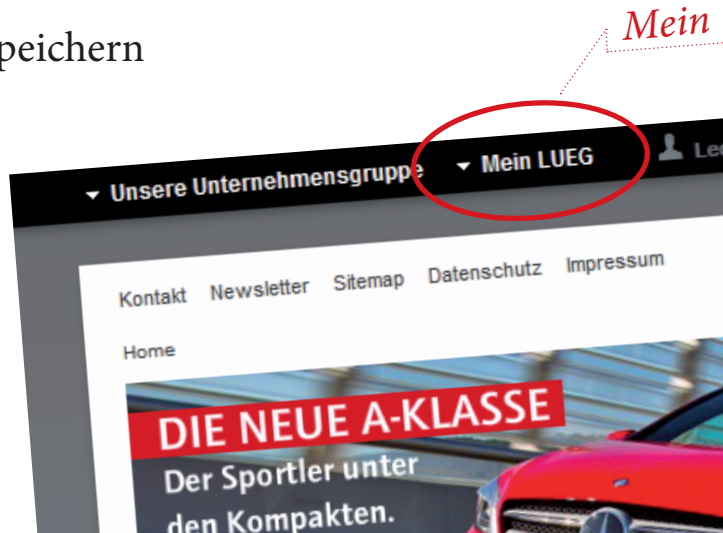 Mein
peichern
Unsere Unternehmensgruppe Mein LUEG
Kontakt Newsletter Sitemap Datenschutz Impressum
Home
DIE NEUE A-KLASSE
Der Sportler unter
den Kompakten.